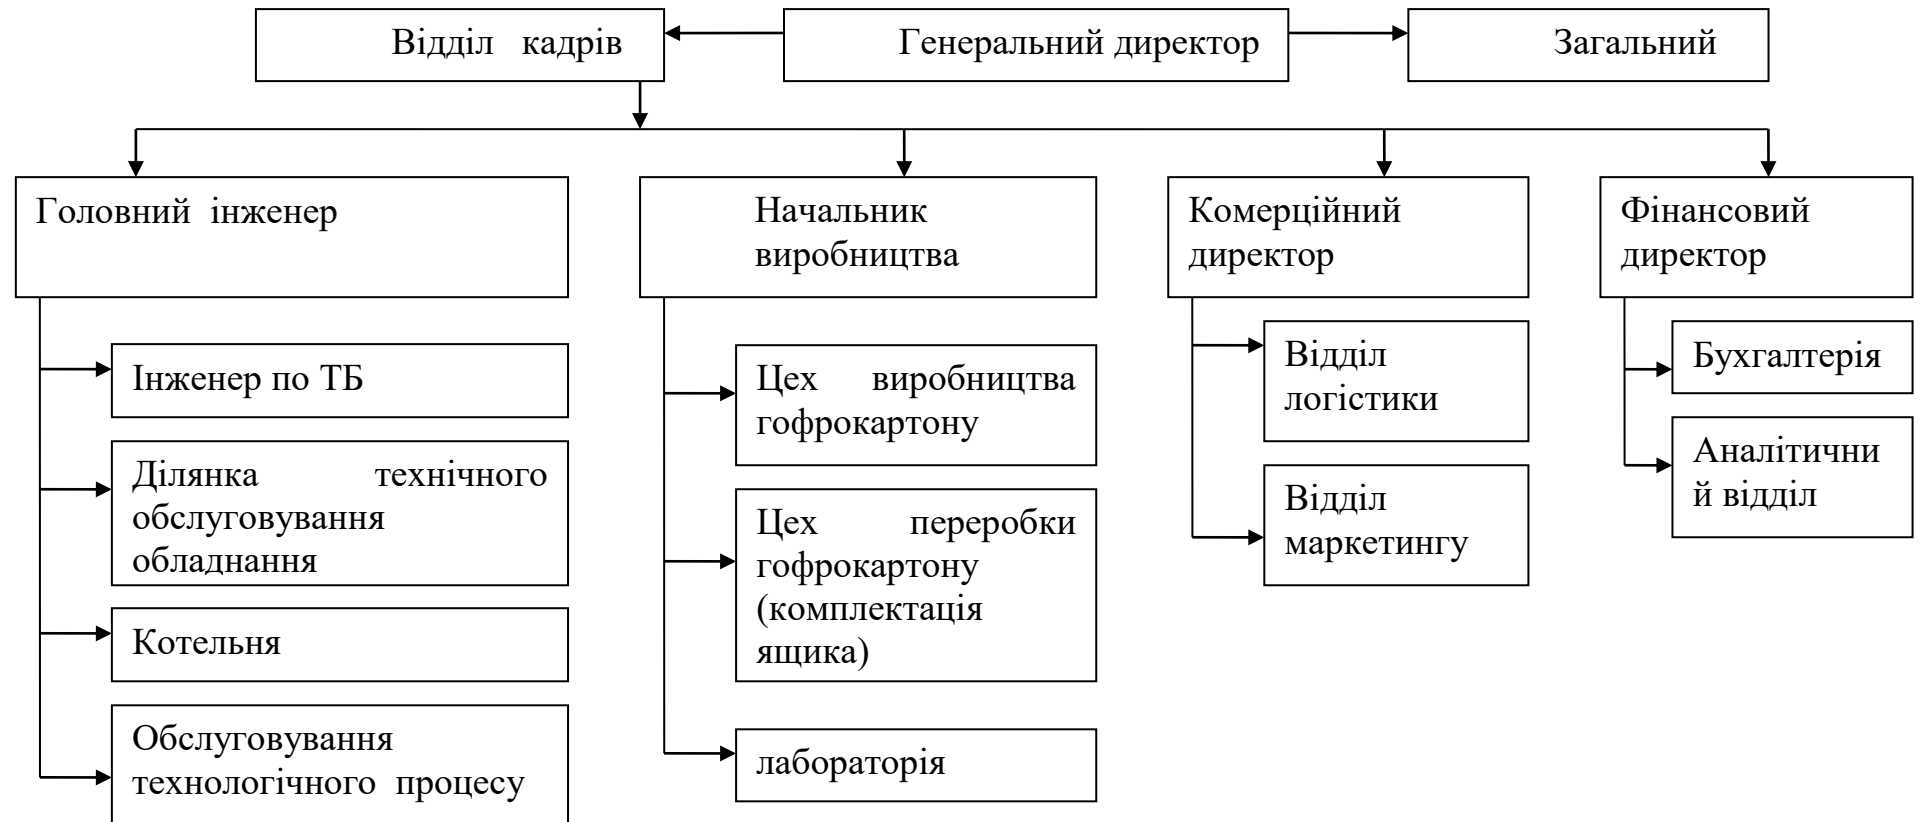 Відділ кадрів
Генеральний директор
Загальний
Головний інженер
Начальник
виробництва
Комерційний
директор
Фінансовий
директор
Інженер по ТБ
Ділянка технічного
обслуговування
обладнання
Котельня
Обслуговування
технологічного процесу
Цех виробництва
гофрокартону
Цех переробки
гофрокартону
(комплектація
ящика)
лабораторія
Відділ
логістики
Відділ
маркетингу
Бухгалтерія
Аналітични
й відділ